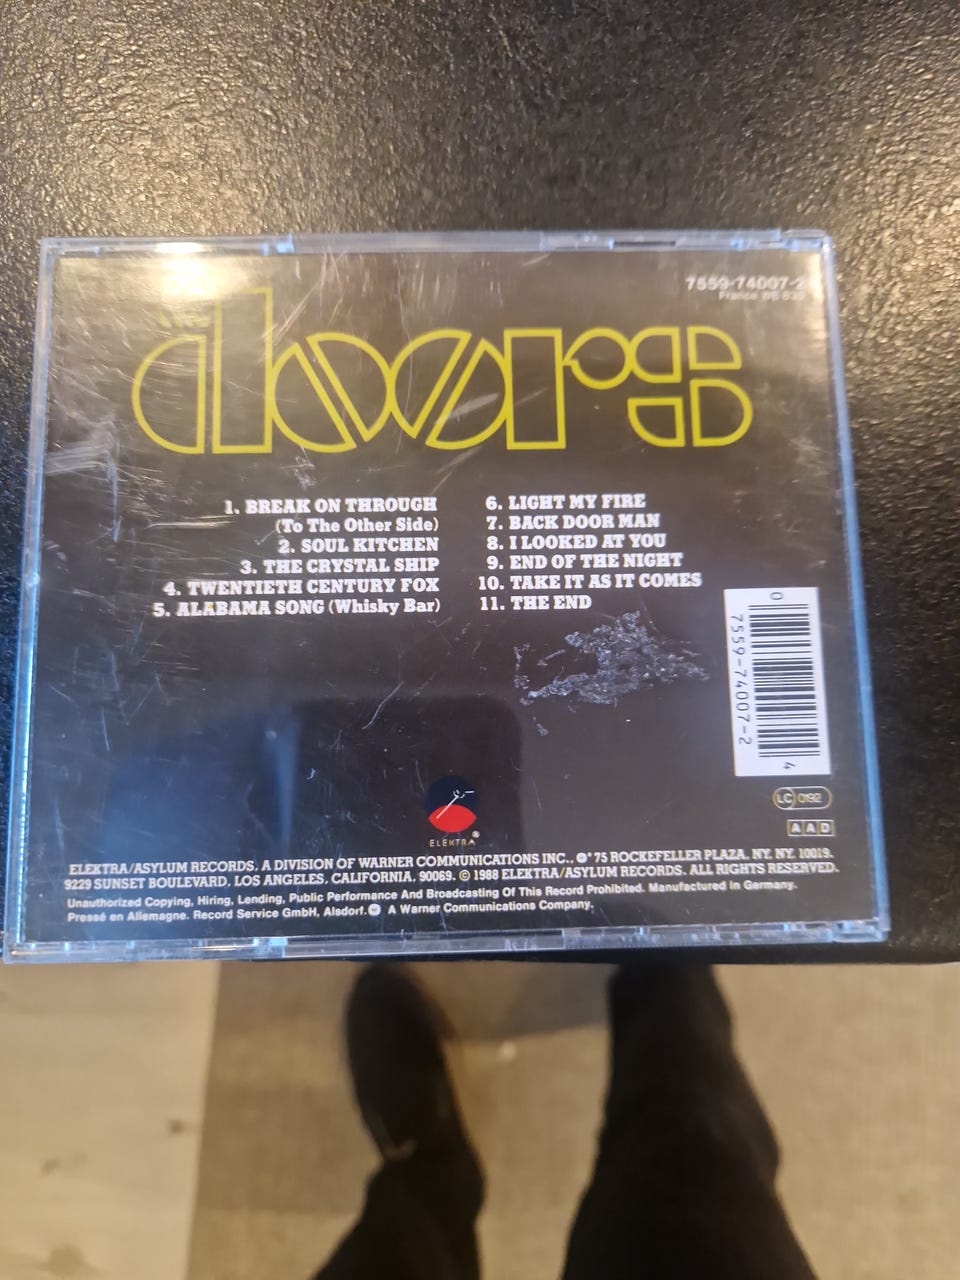 7559-74007-2
the
doors
1. BREAK ON THROUGH
(To The Other Side)
2. SOUL KITCHEN
3. THE CRYSTAL SHIP
4. TWENTIETH CENTURY FOX
5. ALABAMA SONG (Whisky Bar)
6. LIGHT MY FIRE
7. BACK DOOR MAN
8. I LOOKED AT YOU
9. END OF THE NIGHT
10. TAKE IT AS IT COMES
11. THE END
0 7559-74007-2 4
LC 0192
AAD
ELEKTRA®
ELEKTRA/ASYLUM RECORDS, A DIVISION OF WARNER COMMUNICATIONS INC., 75 ROCKEFELLER PLAZA, NY, NY. 10019.
9229 SUNSET BOULEVARD, LOS ANGELES, CALIFORNIA, 90069. © 1988 ELEKTRA/ASYLUM RECORDS. ALL RIGHTS RESERVED.
Unauthorized Copying, Hiring, Lending, Public Performance And Broadcasting Of This Record Prohibited. Manufactured in Germany.
Pressé en Allemagne. Record Service GmbH, Alsdorf. A Warner Communications Company.